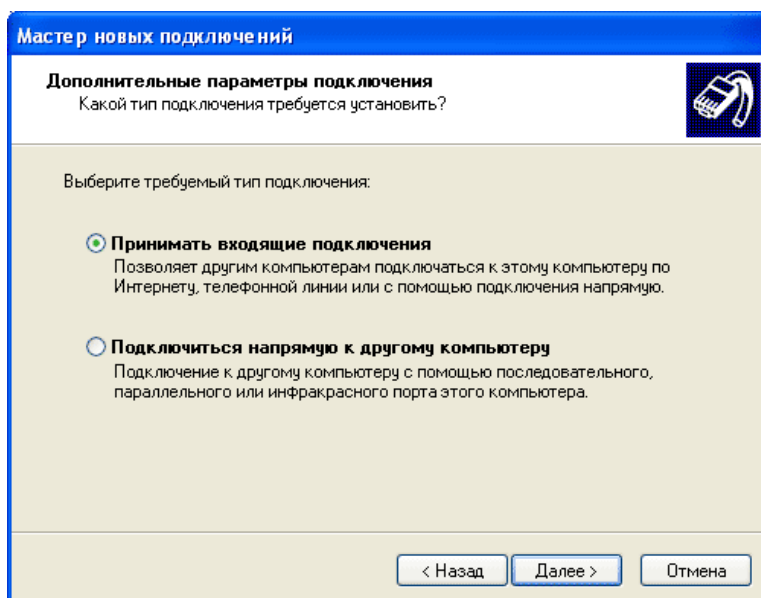 Мастер новых подключений
Дополнительные параметры подключения
Какой тип подключения требуется установить?
Выберите требуемый тип подключения:
Принимать входящие подключения
Позволяет другим компьютерам подключаться к этому компьютеру по
Интернету, телефонной линии или с помощью подключения напрямую.
Подключиться напрямую к другому компьютеру
Подключение к другому компьютеру с помощью последовательного,
параллельного или инфракрасного порта этого компьютера.
< Назад Далее > Отмена